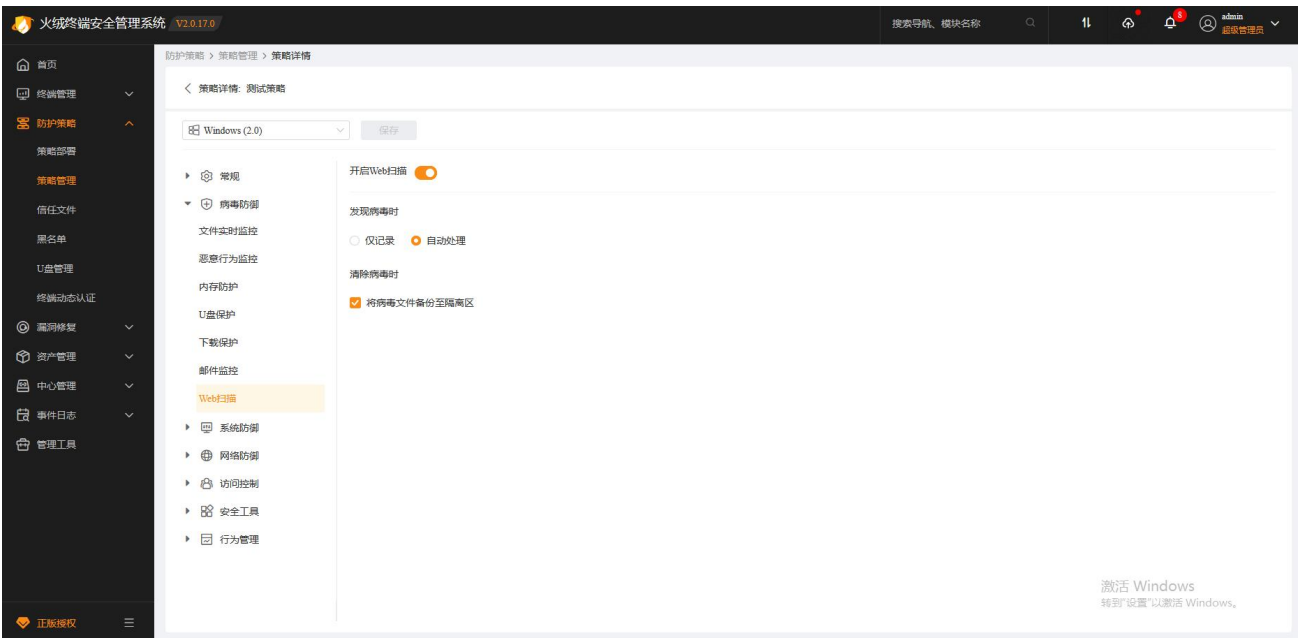 火绒终端安全管理系统 V2.0.17.0
搜索导航、模块名称
8
admin
超级管理员
首页
终端管理
防护策略
策略部署
策略管理
信任文件
黑名单
U盘管理
终端动态认证
漏洞修复
资产管理
中心管理
事件日志
管理工具
正版授权
防护策略 > 策略管理 > 策略详情
策略详情: 测试策略
Windows (2.0)
保存
常规
病毒防御
文件实时监控
恶意行为监控
内存防护
U盘保护
下载保护
邮件监控
Web扫描
系统防御
网络防御
访问控制
安全工具
行为管理
开启Web扫描
发现病毒时
仅记录 自动处理
清除病毒时
将病毒文件备份至隔离区
激活 Windows
转到"设置"以激活 Windows。